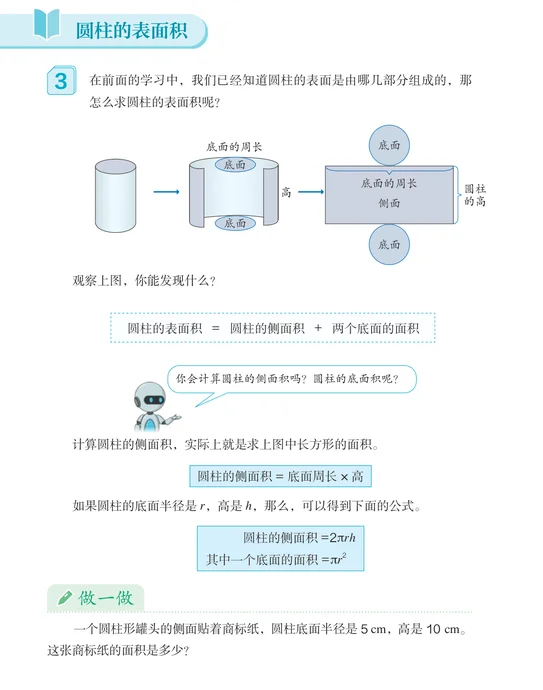 圆柱的表面积
3 在前面的学习中，我们已经知道圆柱的表面是由哪几部分组成的，那
怎么求圆柱的表面积呢？
底面的周长
底面
高
底面
底面
底面的周长
侧面
圆柱
的高
底面
观察上图，你能发现什么？
圆柱的表面积 = 圆柱的侧面积 + 两个底面的面积
你会计算圆柱的侧面积吗？圆柱的底面积呢？
计算圆柱的侧面积，实际上就是求上图中长方形的面积。
圆柱的侧面积 = 底面周长 × 高
如果圆柱的底面半径是 r，高是 h，那么，可以得到下面的公式。
圆柱的侧面积 =2πrh
其中一个底面的面积 =πr²
做一做
一个圆柱形罐头的侧面贴着商标纸，圆柱底面半径是 5 cm，高是 10 cm。
这张商标纸的面积是多少？